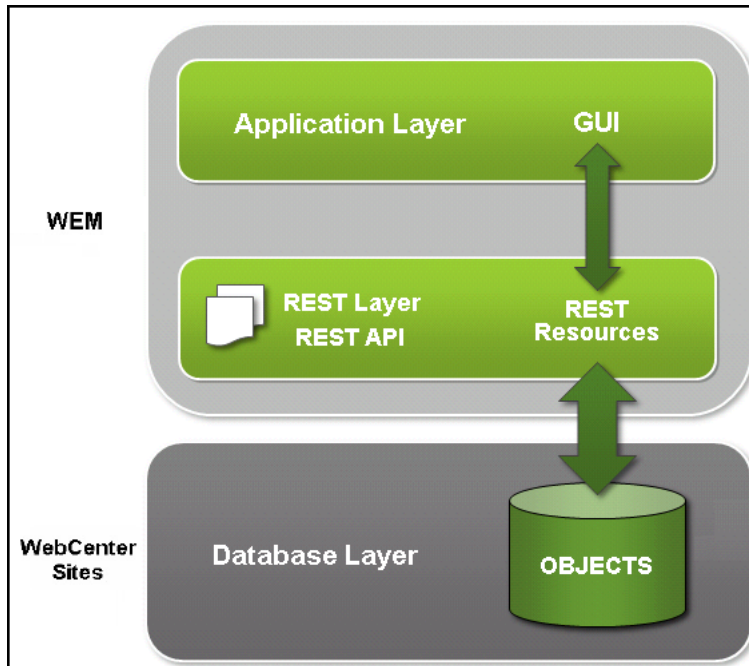 Application Layer
GUI
WEM
REST Layer
REST API
REST
Resources
WebCenter
Sites
Database Layer
OBJECTS